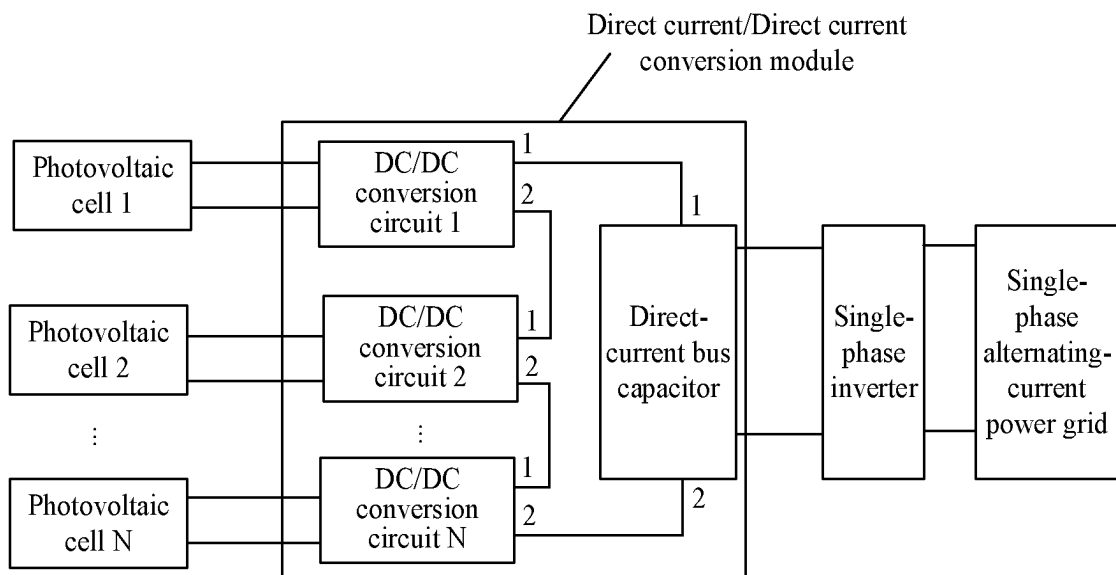 Direct current/Direct current
conversion module
Photovoltaic
cell 1
DC/DC
conversion
circuit 1
1
2
1
Photovoltaic
cell 2
DC/DC
conversion
circuit 2
1
2
Direct-
current bus
capacitor
Single-
phase
inverter
Single-
phase
alternating-
current
power grid
⋮
⋮
Photovoltaic
cell N
DC/DC
conversion
circuit N
1
2
2